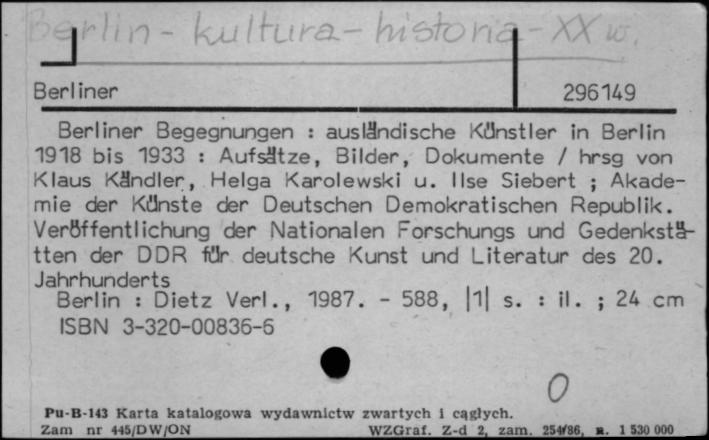 Berlin - kultura - historia - XX w.
Berliner 296149
Berliner Begegnungen : ausländische Künstler in Berlin
1918 bis 1933 : Aufsätze, Bilder, Dokumente / hrsg von
Klaus Kändler, Helga Karolewski u. Ilse Siebert ; Akade-
mie der Künste der Deutschen Demokratischen Republik.
Veröffentlichung der Nationalen Forschungs und Gedenkstä-
tten der DDR für deutsche Kunst und Literatur des 20.
Jahrhunderts
Berlin : Dietz Verl., 1987. - 588, |1| s. : il. ; 24 cm
ISBN 3-320-00836-6
0
Pu-B-143 Karta katalogowa wydawnictw zwartych i ciągłych.
Zam nr 445/DW/ON WZGraf. Z-d 2, zam. 254/86, n. 1 530 000